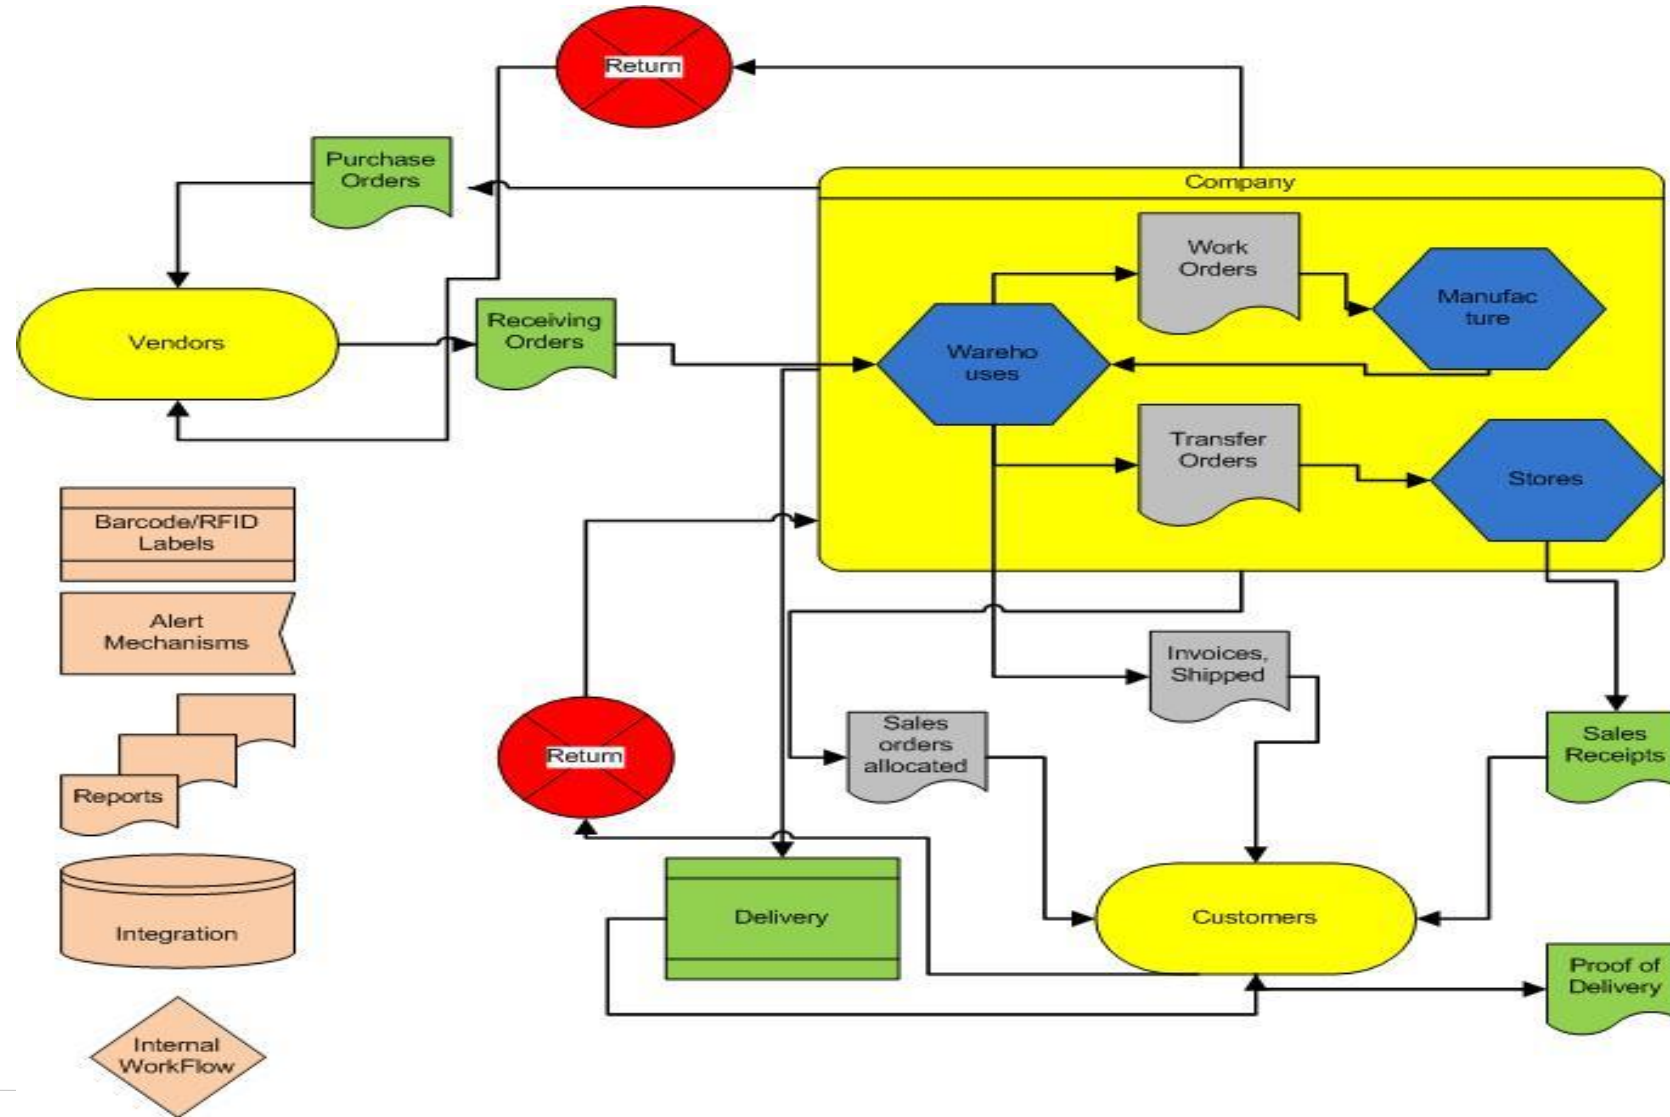 Return
Purchase
Orders
Company
Work
Orders
Manufac
ture
Vendors
Receiving
Orders
Wareho
uses
Transfer
Orders
Stores
Barcode/RFID
Labels
Alert
Mechanisms
Invoices,
Shipped
Sales
orders
allocated
Sales
Receipts
Return
Reports
Delivery
Customers
Integration
Proof of
Delivery
Internal
WorkFlow